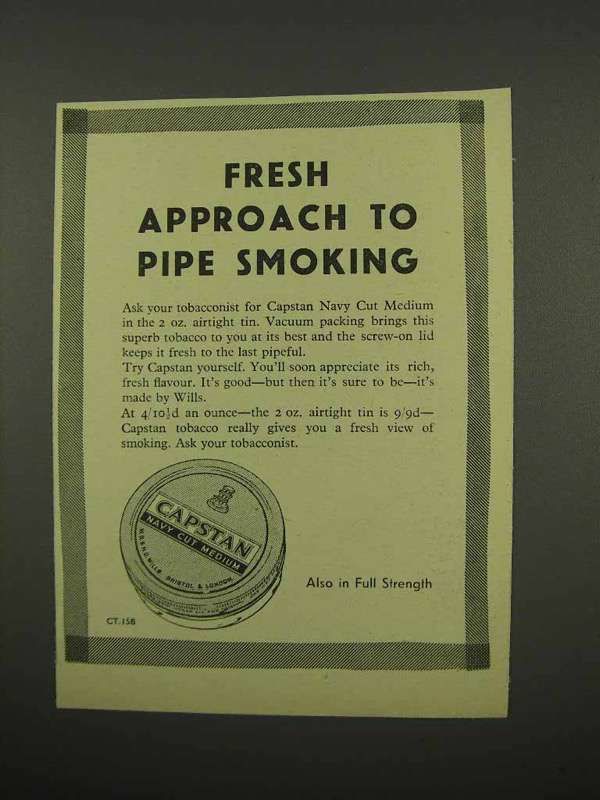 FRESH
APPROACH TO
PIPE SMOKING
Ask your tobacconist for Capstan Navy Cut Medium
in the 2 oz. airtight tin. Vacuum packing brings this
superb tobacco to you at its best and the screw-on lid
keeps it fresh to the last pipeful.
Try Capstan yourself. You'll soon appreciate its rich,
fresh flavour. It's good—but then it's sure to be—it's
made by Wills.
At 4/10½d an ounce—the 2 oz. airtight tin is 9/9d—
Capstan tobacco really gives you a fresh view of
smoking. Ask your tobacconist.
CAPSTAN
NAVY CUT MEDIUM
W.D & H.O. WILLS. BRISTOL & LONDON.
Also in Full Strength
CT.158